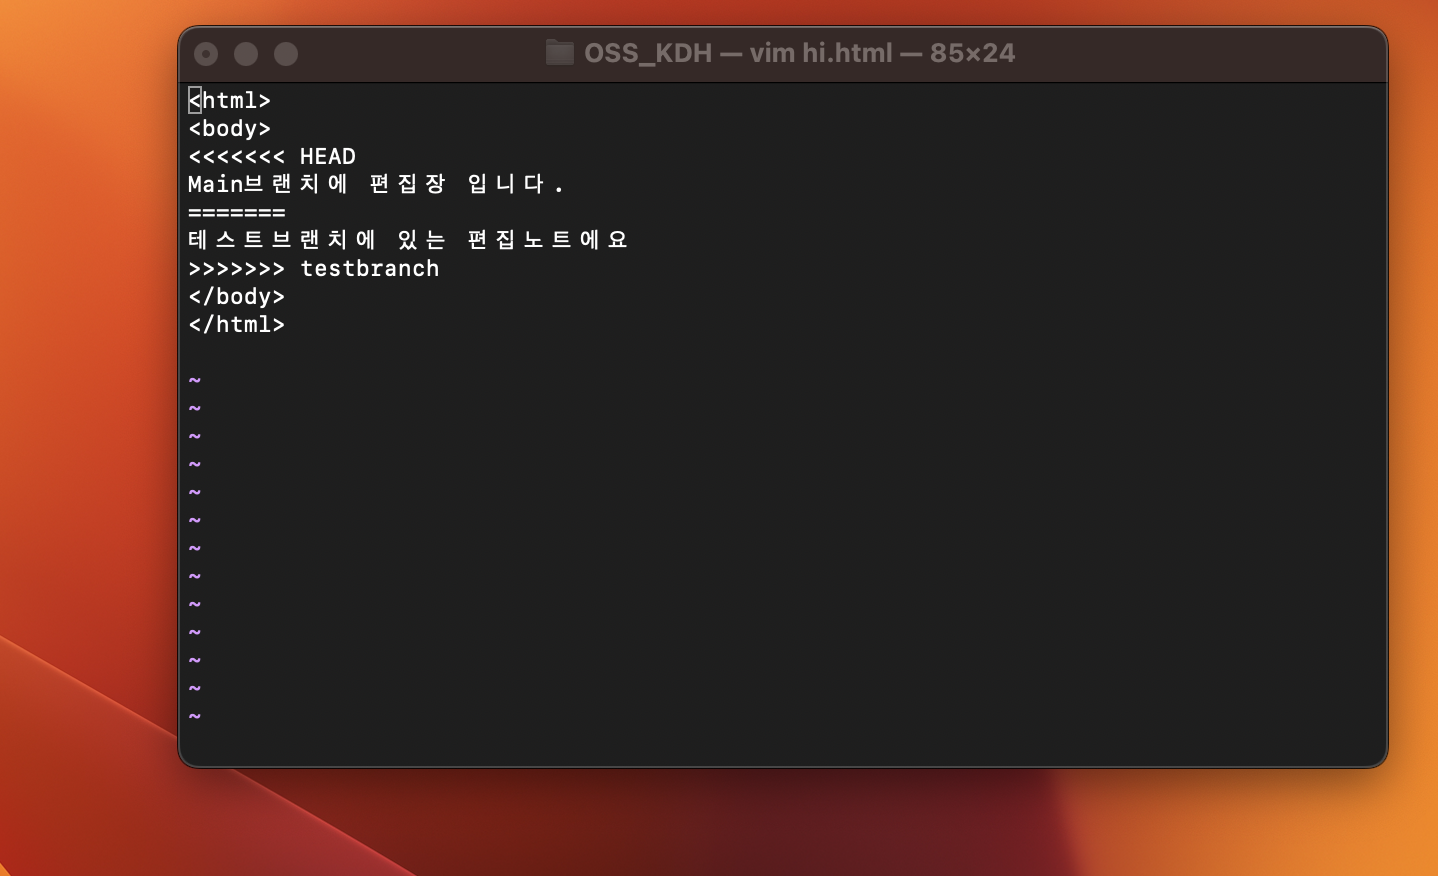 OSS_KDH — vim hi.html — 85×24
<html>
<body>
<<<<<<< HEAD
Main브랜치에 편집장 입니다.
=======
테스트브랜치에 있는 편집노트에요
>>>>>>> testbranch
</body>
</html>
~
~
~
~
~
~
~
~
~
~
~
~
~